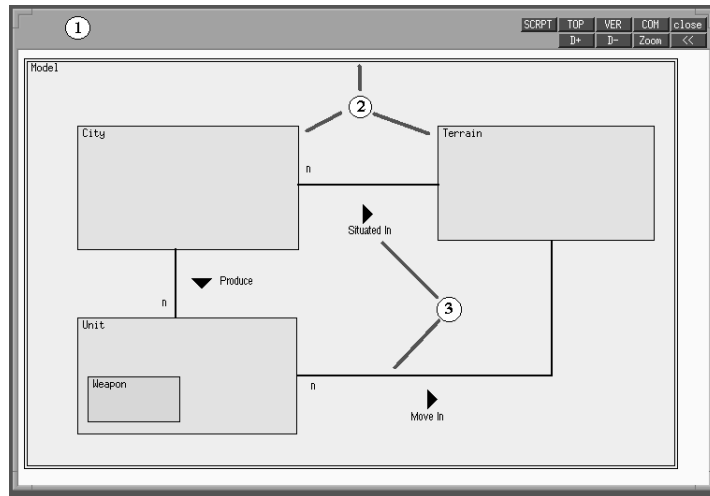 1
SCRPT TOP VER COM close
D+ D- Zoom <<
Model
2
City
Terrain
n
Situated In
Produce
n
3
Unit
Weapon
n
Move In